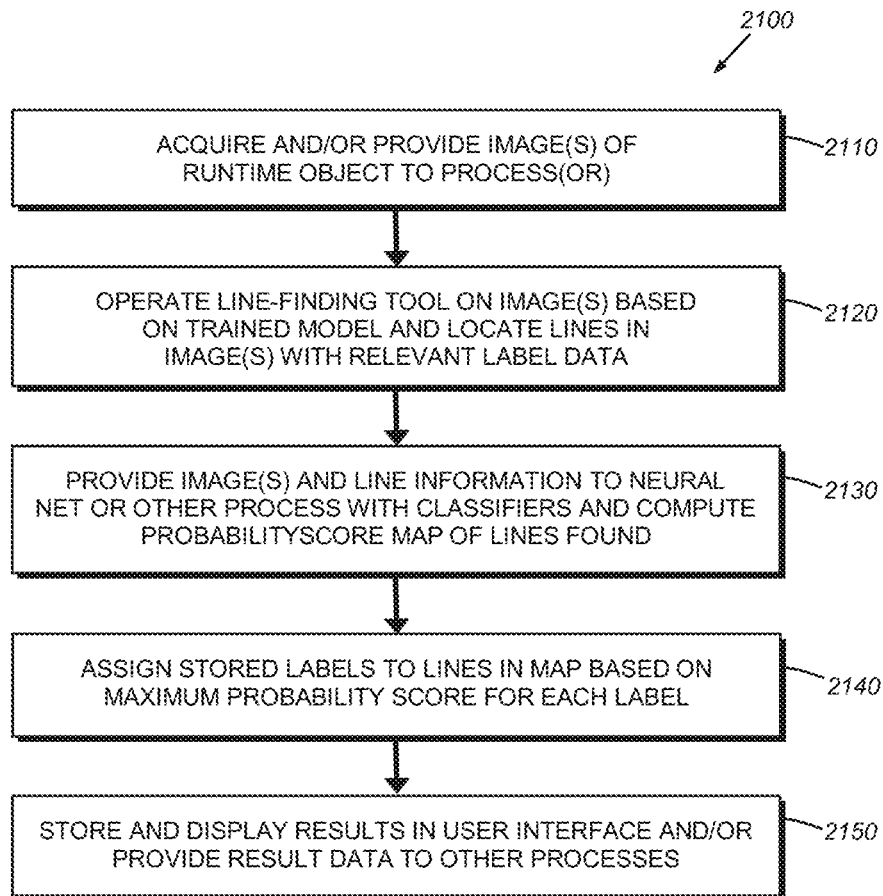 2100
ACQUIRE AND/OR PROVIDE IMAGE(S) OF
RUNTIME OBJECT TO PROCESS(OR)
2110
OPERATE LINE-FINDING TOOL ON IMAGE(S) BASED
ON TRAINED MODEL AND LOCATE LINES IN
IMAGE(S) WITH RELEVANT LABEL DATA
2120
PROVIDE IMAGE(S) AND LINE INFORMATION TO NEURAL
NET OR OTHER PROCESS WITH CLASSIFIERS AND COMPUTE
PROBABILITYSCORE MAP OF LINES FOUND
2130
ASSIGN STORED LABELS TO LINES IN MAP BASED ON
MAXIMUM PROBABILITY SCORE FOR EACH LABEL
2140
STORE AND DISPLAY RESULTS IN USER INTERFACE AND/OR
PROVIDE RESULT DATA TO OTHER PROCESSES
2150